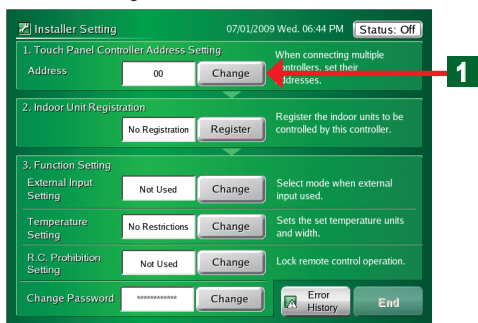 Installer Setting 07/01/2009 Wed. 06:44 PM Status: Off
1. Touch Panel Controller Address Setting
Address 00 Change
When connecting multiple
controllers, set their
addresses.
1
2. Indoor Unit Registration
No Registration Register
Register the indoor units to be
controlled by this controller.
3. Function Setting
External Input
Setting
Not Used Change
Select mode when external
input used.
Temperature
Setting
No Restrictions Change
Sets the set temperature units
and width.
R.C. Prohibition
Setting
Not Used Change
Lock remote control operation.
Change Password ************ Change
Error
History
End